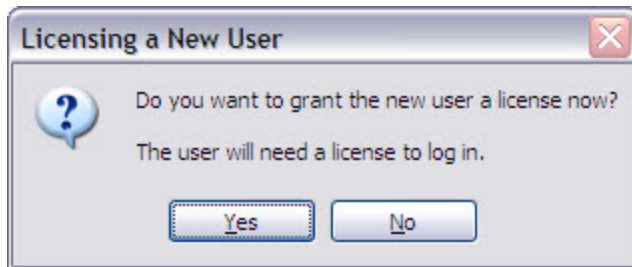 Licensing a New User
Do you want to grant the new user a license now?
The user will need a license to log in.
Yes
No